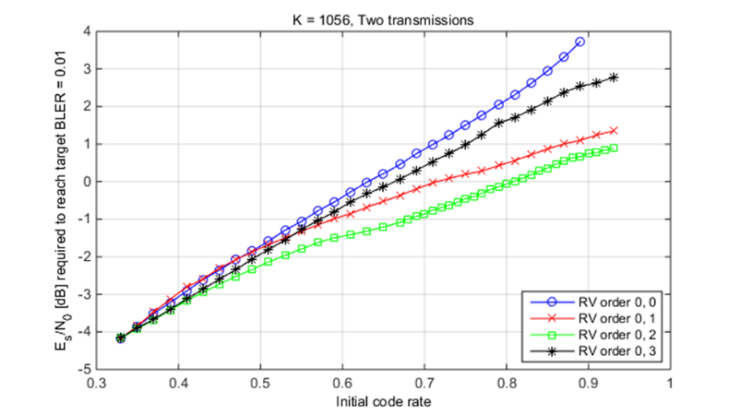 K = 1056, Two transmissions
E_s/N_0 [dB] required to reach target BLER = 0.01
4
3
2
1
0
-1
-2
-3
-4
-5
0.3 0.4 0.5 0.6 0.7 0.8 0.9 1
Initial code rate
RV order 0, 0
RV order 0, 1
RV order 0, 2
RV order 0, 3